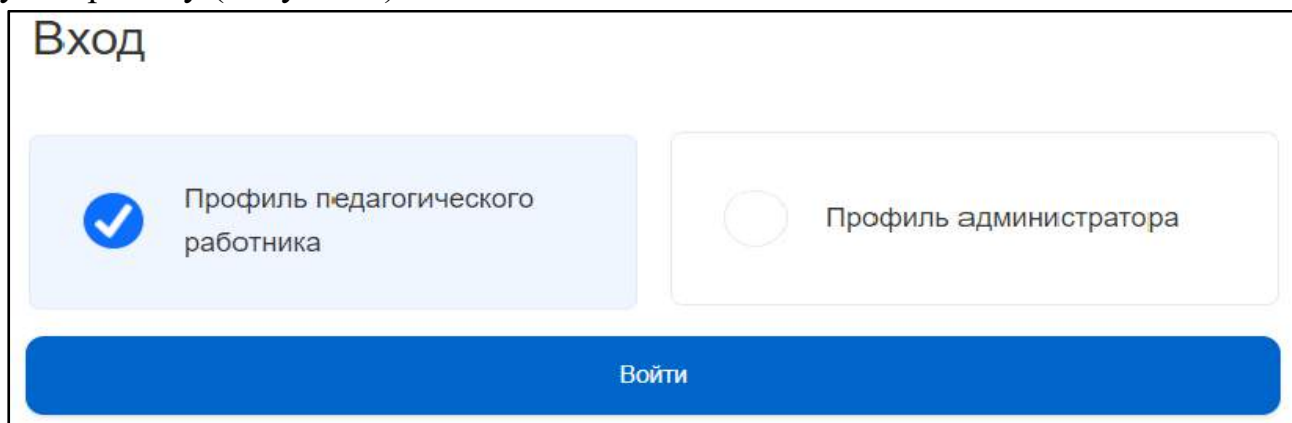 Вход
Профиль педагогического
работника
Профиль администратора
Войти